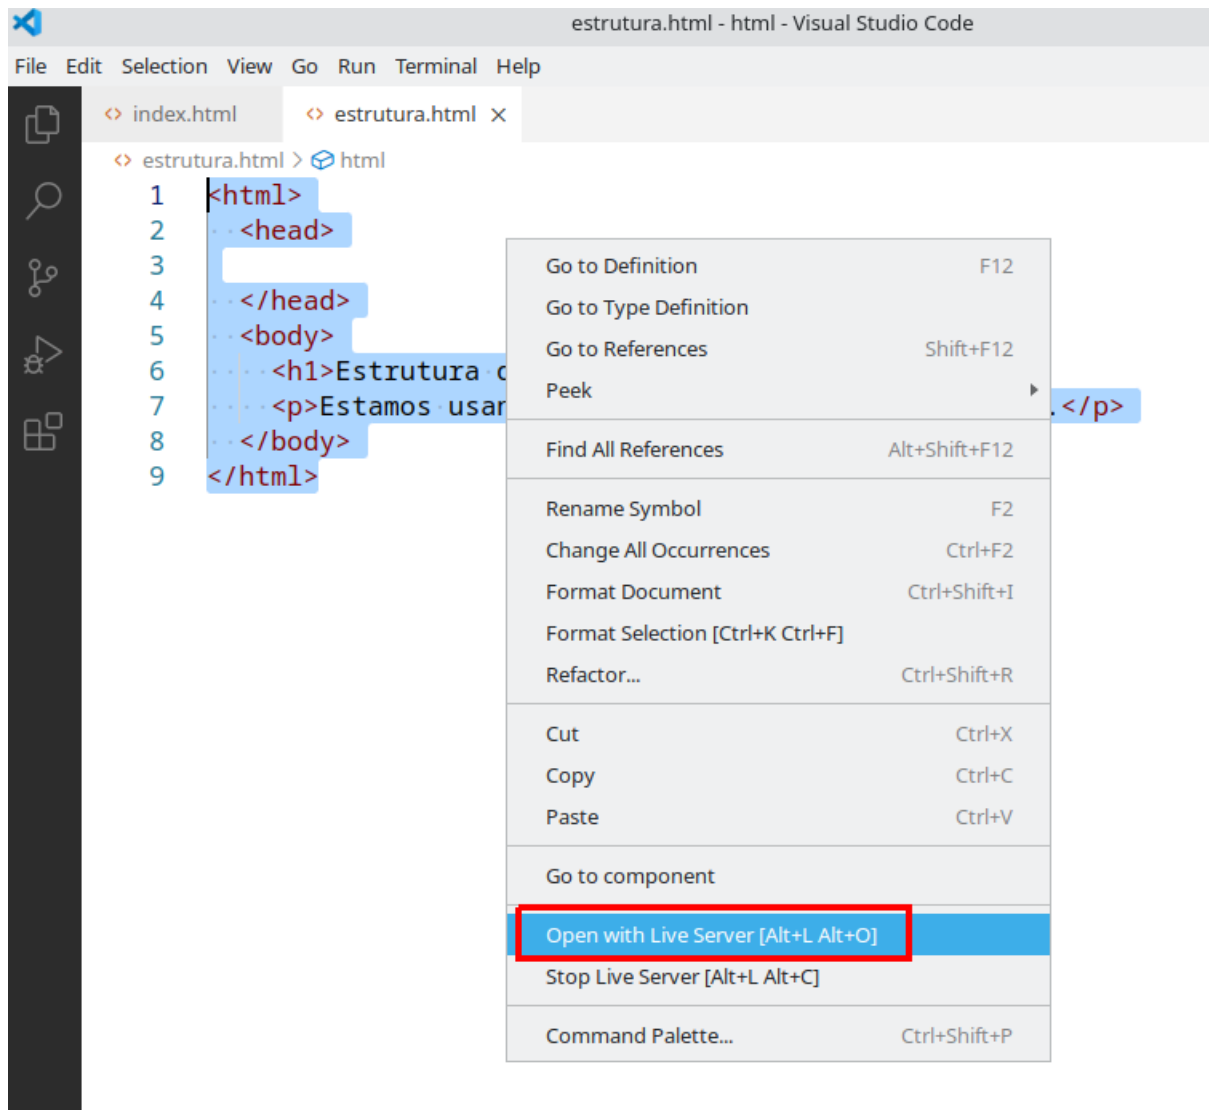 estrutura.html - html - Visual Studio Code
File Edit Selection View Go Run Terminal Help
index.html estrutura.html
estrutura.html > html
1 <html>
2 <head>
3
4 </head>
5 <body>
6 <h1>Estrutura
7 <p>Estamos .</p>
8 </body>
9 </html>
Go to Definition F12
Go to Type Definition
Go to References Shift+F12
Peek
Find All References Alt+Shift+F12
Rename Symbol F2
Change All Occurrences Ctrl+F2
Format Document Ctrl+Shift+I
Format Selection [Ctrl+K Ctrl+F]
Refactor... Ctrl+Shift+R
Cut Ctrl+X
Copy Ctrl+C
Paste Ctrl+V
Go to component
Open with Live Server [Alt+L Alt+O]
Stop Live Server [Alt+L Alt+C]
Command Palette... Ctrl+Shift+P